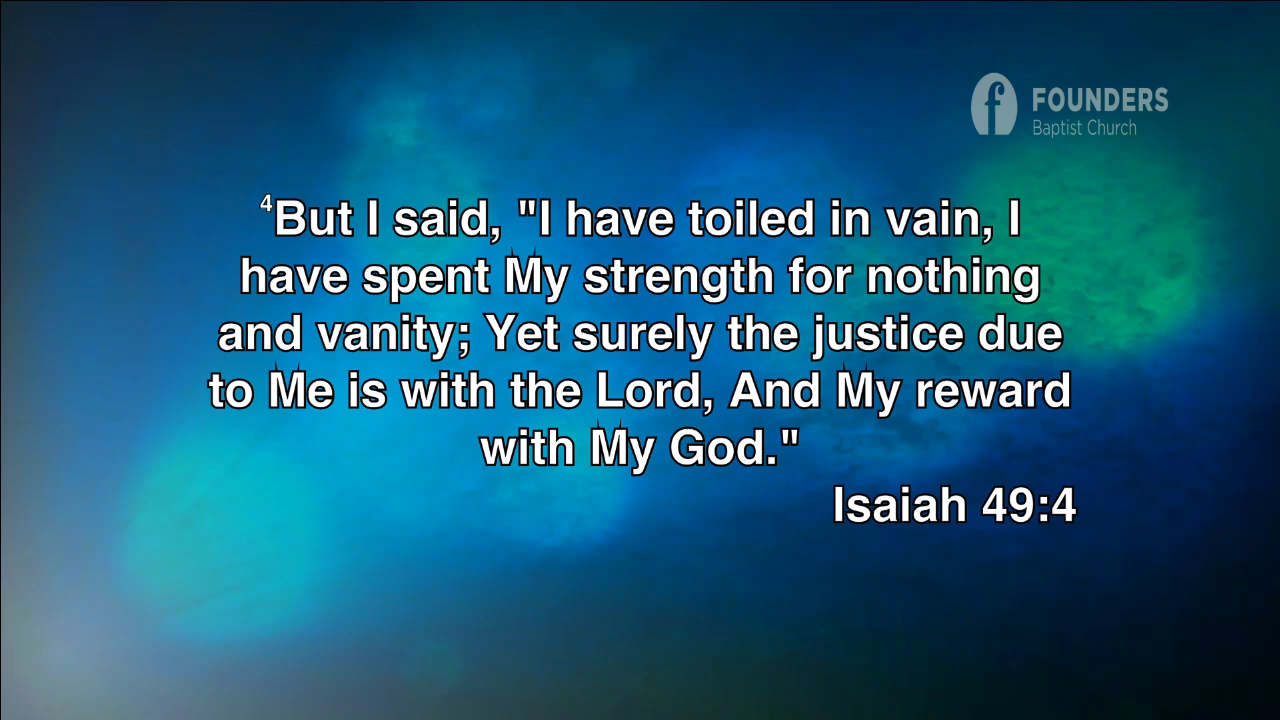 FOUNDERS
Baptist Church
4But I said, "I have toiled in vain, I
have spent My strength for nothing
and vanity; Yet surely the justice due
to Me is with the Lord, And My reward
with My God."
Isaiah 49:4